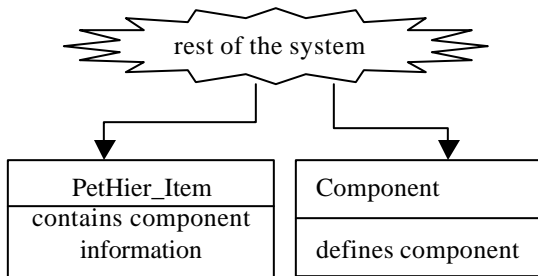 rest of the system
PetHier_Item
contains component
information
Component
defines component